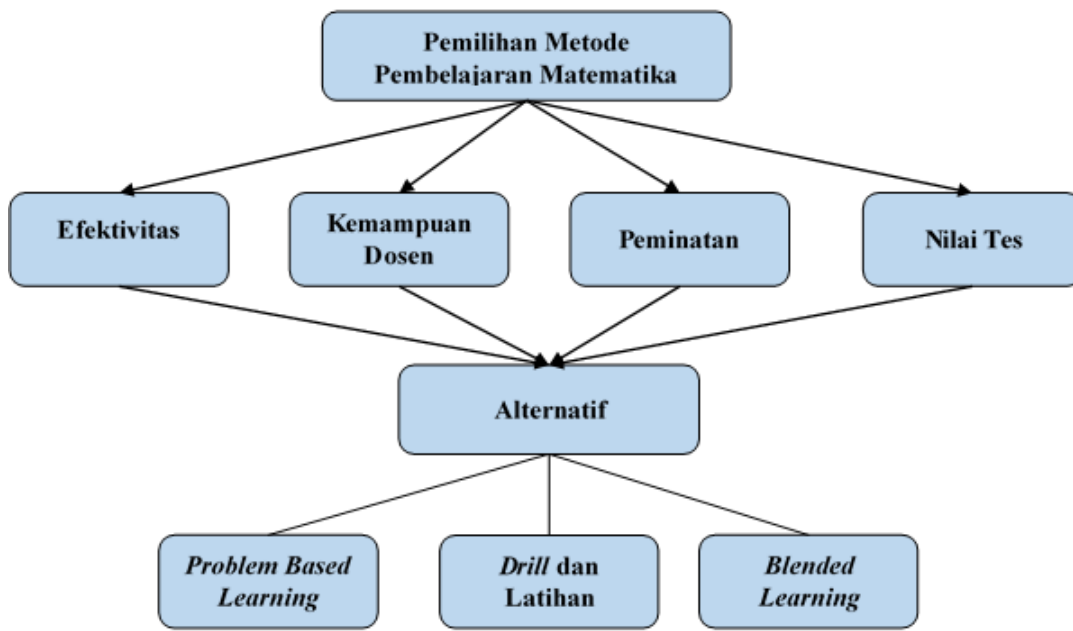 Pemilihan Metode
Pembelajaran Matematika
Efektivitas
Kemampuan
Dosen
Peminatan
Nilai Tes
Alternatif
Problem Based
Learning
Drill dan
Latihan
Blended
Learning